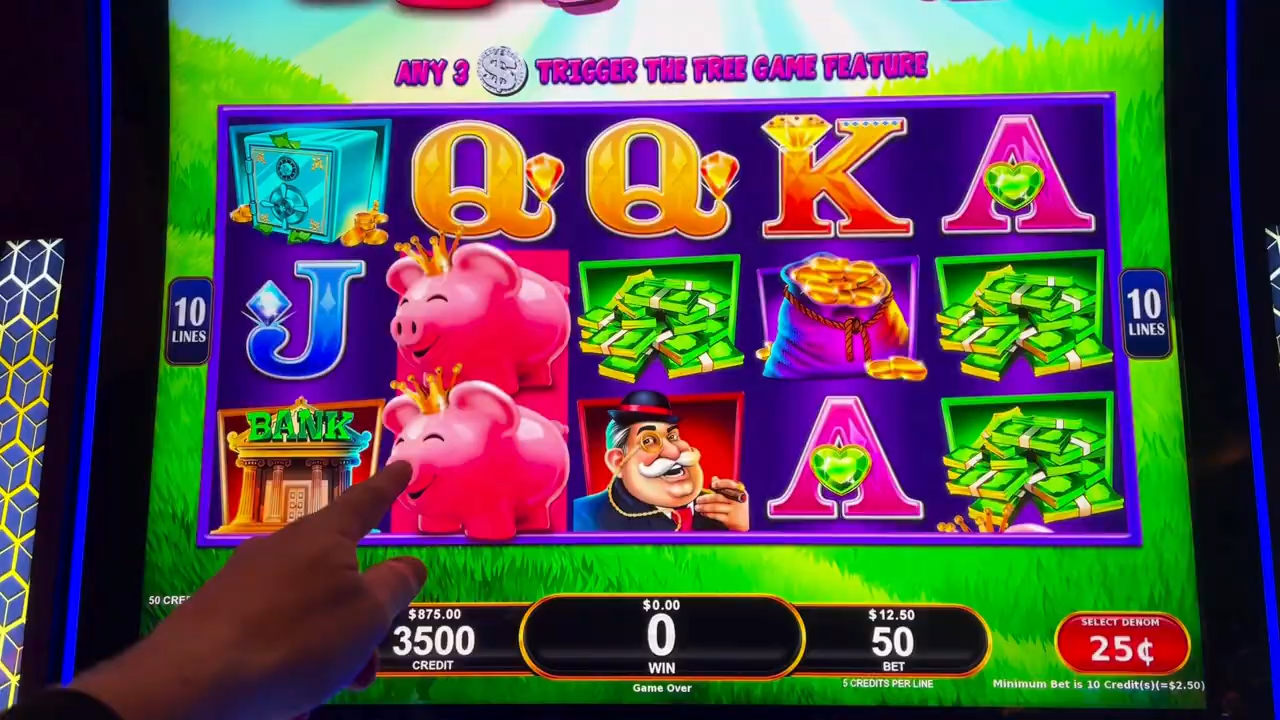 ANY 3 $ TRIGGER THE FREE GAME FEATURE
Q Q K A
J
10 LINES
10 LINES
BANK
A
50 CRE
$875.00
3500
CREDIT
$0.00
0
WIN
Game Over
$12.50
50
BET
5 CREDITS PER LINE
SELECT DENOM
25¢
Minimum Bet is 10 Credit(s)(=$2.50)